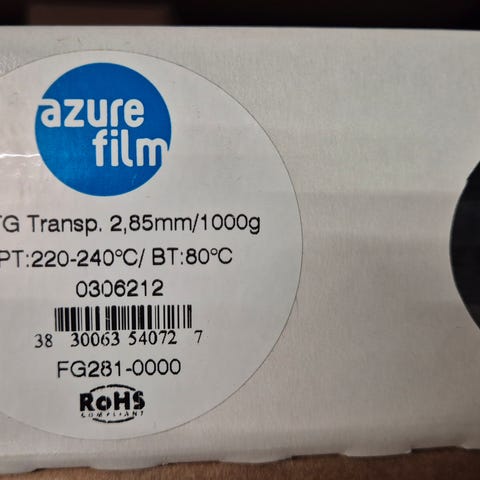 azure
film
TG Transp. 2,85mm/1000g
PT:220-240°C/ BT:80°C
0306212
38 30063 54072 7
FG281-0000
RoHS
COMPLIANT